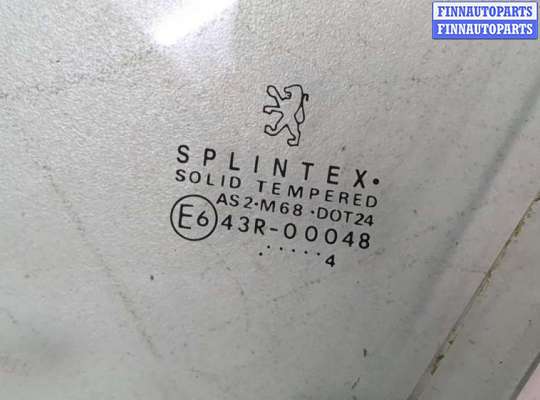 FINNAUTOPARTS
FINNAUTOPARTS
SPLINTEX·
SOLID TEMPERED
AS2·M68·DOT24
E6 43R-00048
. ..... 4